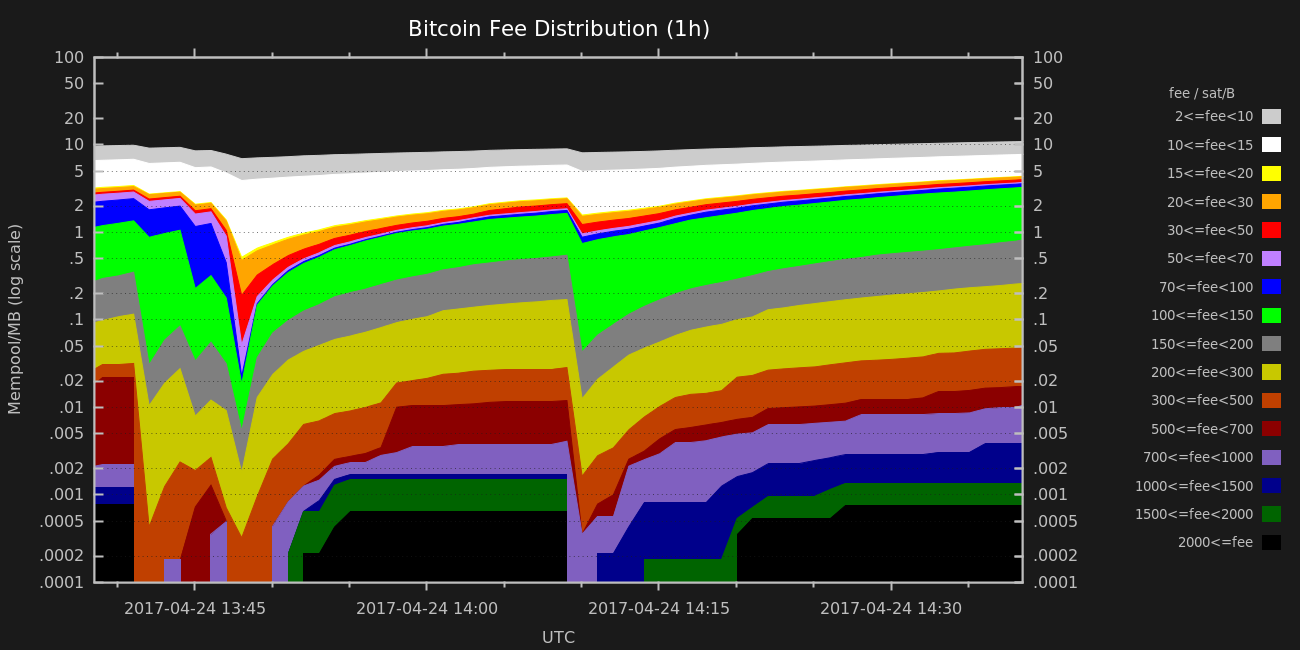 Bitcoin Fee Distribution (1h)
Mempool/MB (log scale)
100
50
20
10
5
2
1
.5
.2
.1
.05
.02
.01
.005
.002
.001
.0005
.0002
.0001
100
50
20
10
5
2
1
.5
.2
.1
.05
.02
.01
.005
.002
.001
.0005
.0002
.0001
2017-04-24 13:45
2017-04-24 14:00
2017-04-24 14:15
2017-04-24 14:30
UTC
fee / sat/B
2<=fee<10
10<=fee<15
15<=fee<20
20<=fee<30
30<=fee<50
50<=fee<70
70<=fee<100
100<=fee<150
150<=fee<200
200<=fee<300
300<=fee<500
500<=fee<700
700<=fee<1000
1000<=fee<1500
1500<=fee<2000
2000<=fee